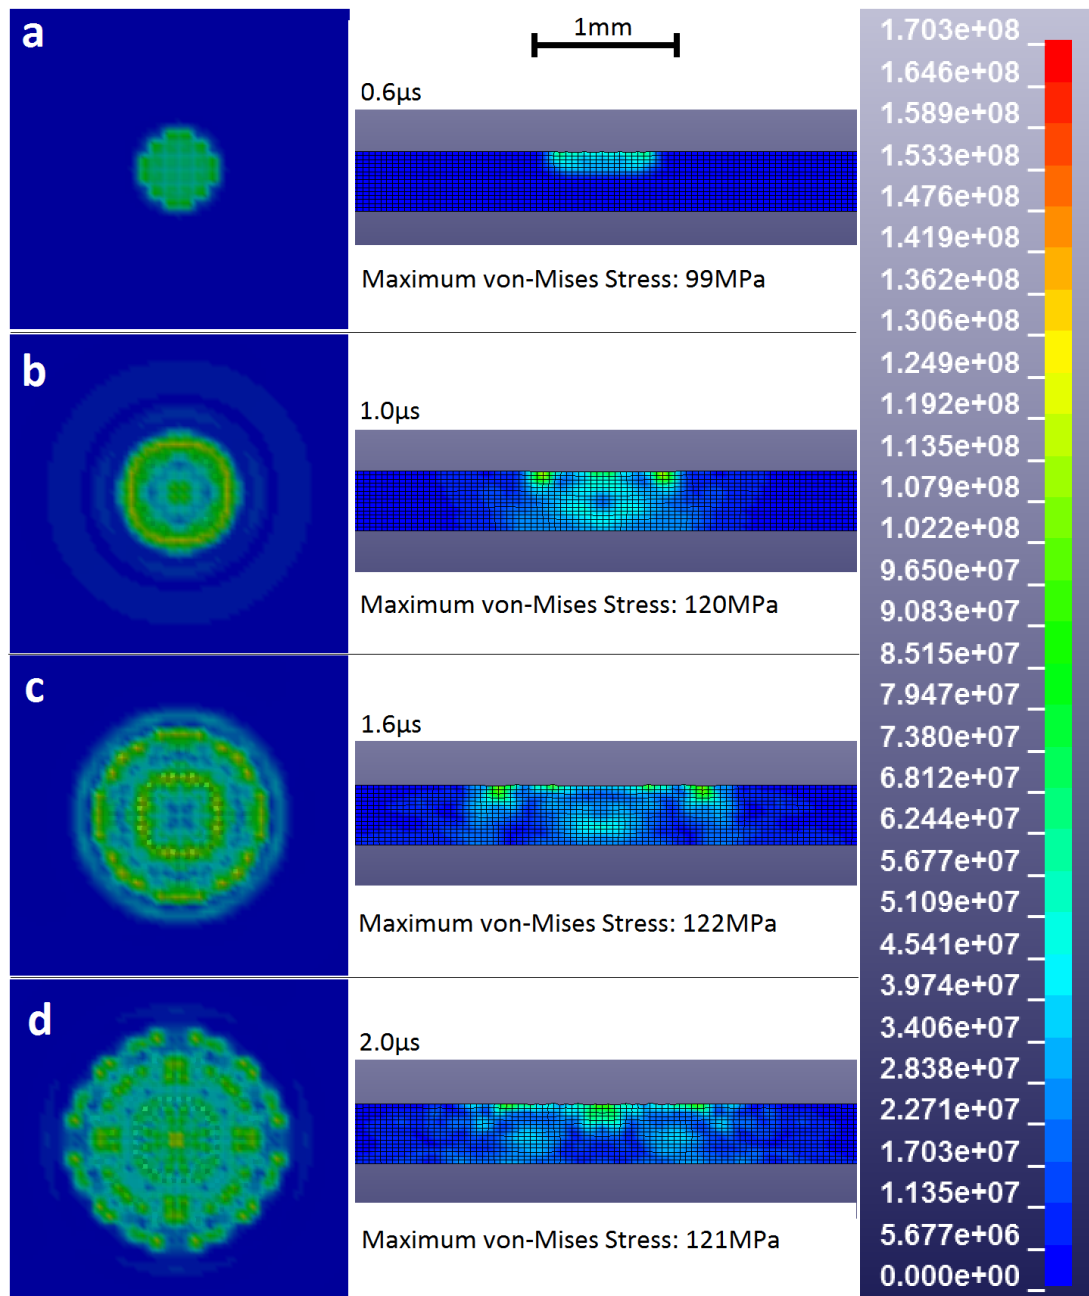 a
1mm
0.6µs
Maximum von-Mises Stress: 99MPa
b
1.0µs
Maximum von-Mises Stress: 120MPa
c
1.6µs
Maximum von-Mises Stress: 122MPa
d
2.0µs
Maximum von-Mises Stress: 121MPa
1.703e+08
1.646e+08
1.589e+08
1.533e+08
1.476e+08
1.419e+08
1.362e+08
1.306e+08
1.249e+08
1.192e+08
1.135e+08
1.079e+08
1.022e+08
9.650e+07
9.083e+07
8.515e+07
7.947e+07
7.380e+07
6.812e+07
6.244e+07
5.677e+07
5.109e+07
4.541e+07
3.974e+07
3.406e+07
2.838e+07
2.271e+07
1.703e+07
1.135e+07
5.677e+06
0.000e+00